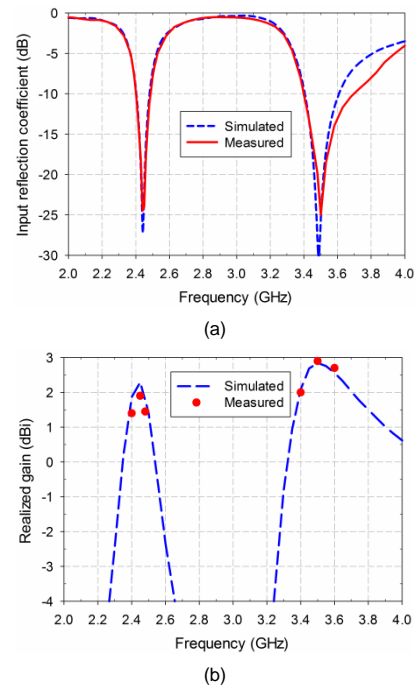 0
-5
-10
-15
-20
-25
-30
Input reflection coefficient (dB)
Simulated
Measured
2.0 2.2 2.4 2.6 2.8 3.0 3.2 3.4 3.6 3.8 4.0
Frequency (GHz)
(a)
3
2
1
0
-1
-2
-3
-4
Realized gain (dBi)
Simulated
Measured
2.0 2.2 2.4 2.6 2.8 3.0 3.2 3.4 3.6 3.8 4.0
Frequency (GHz)
(b)